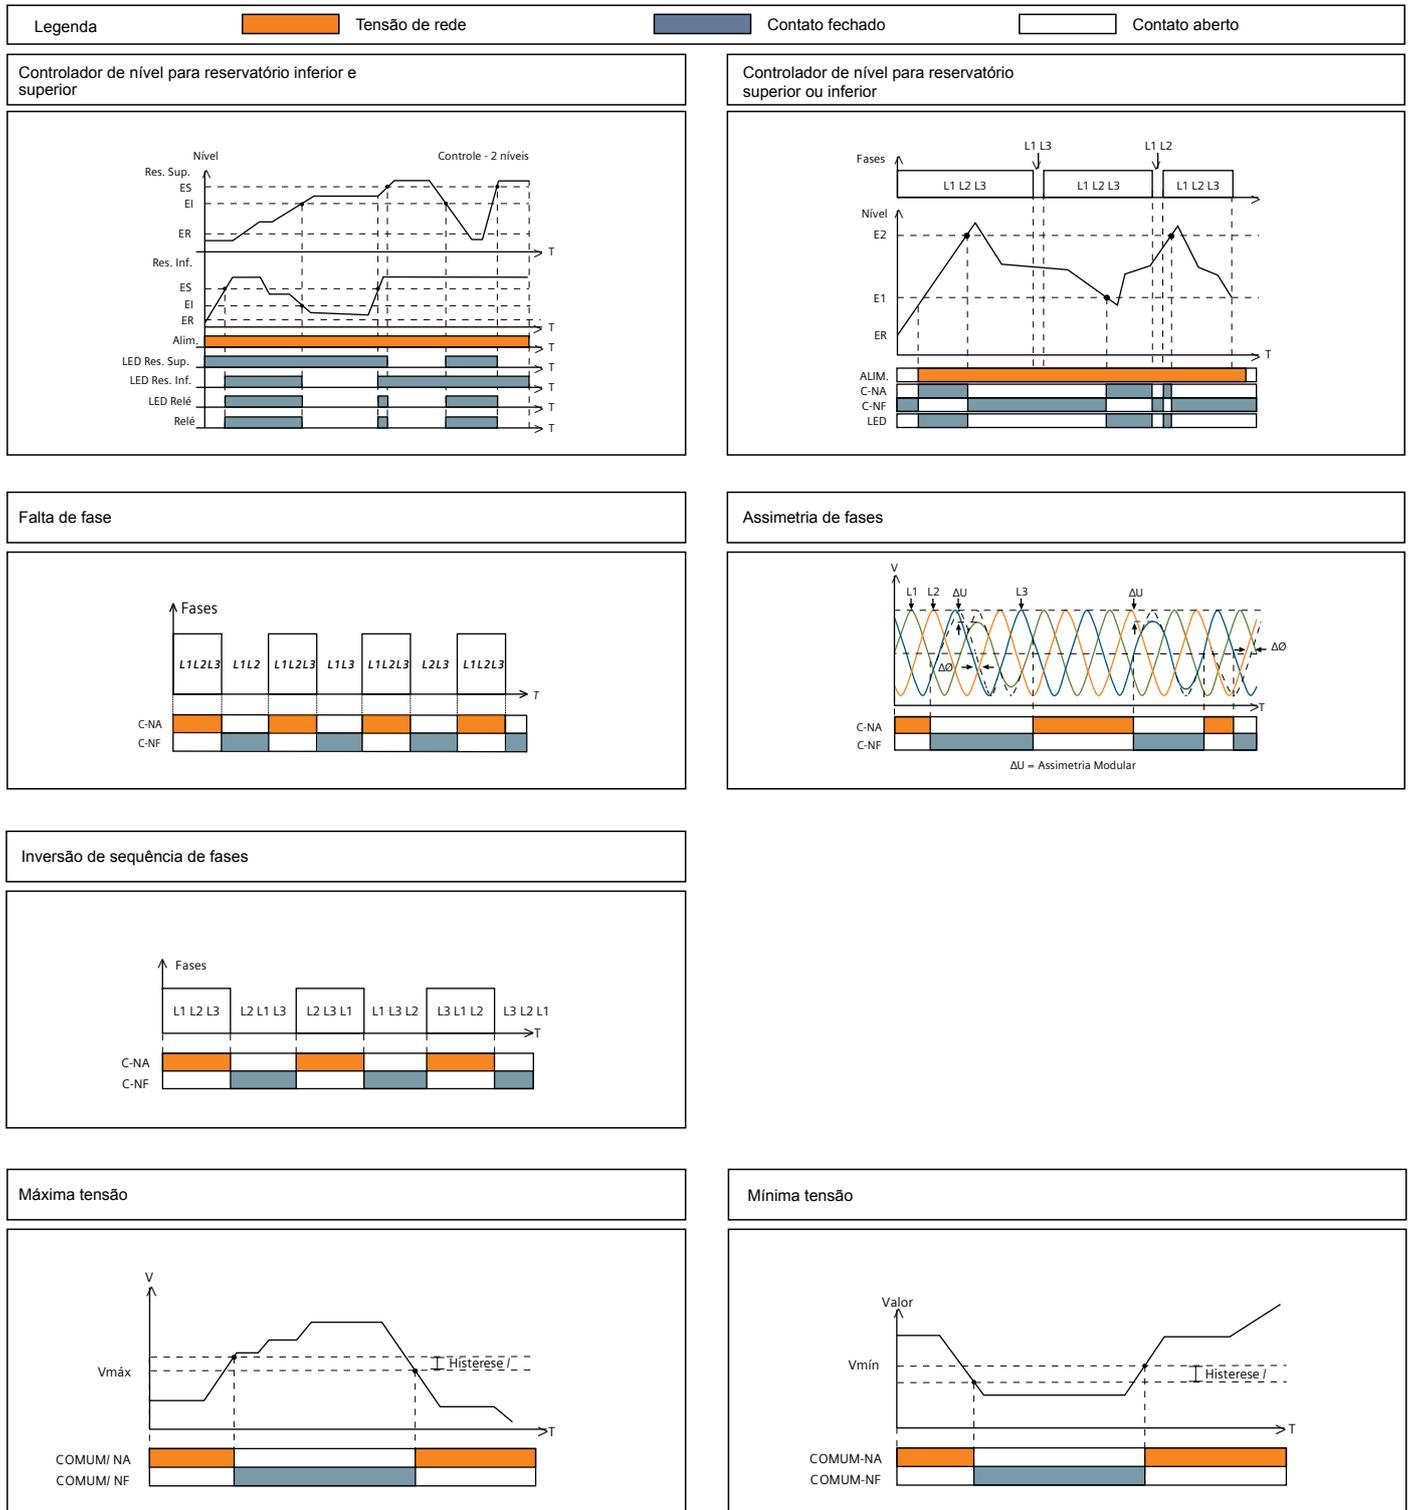 Legenda
Tensão de rede
Contato fechado
Contato aberto
Controlador de nível para reservatório inferior e
superior
Nível
Controle - 2 níveis
Res. Sup.
ES
EI
ER
T
Res. Inf.
ES
EI
ER
T
Alim.
T
LED Res. Sup.
T
LED Res. Inf.
T
LED Relé
T
Relé
T
Controlador de nível para reservatório
superior ou inferior
L1 L3
L1 L2
Fases
L1 L2 L3
L1 L2 L3
L1 L2 L3
Nível
E2
E1
ER
T
ALIM.
C-NA
C-NF
LED
Falta de fase
Fases
L1L2L3
L1L2
L1L2L3
L1L3
L1L2L3
L2L3
L1L2L3
T
C-NA
C-NF
Assimetria de fases
V
L1
L2
ΔU
L3
ΔU
ΔØ
ΔØ
T
C-NA
C-NF
ΔU = Assimetria Modular
Inversão de sequência de fases
Fases
L1 L2 L3
L2 L1 L3
L2 L3 L1
L1 L3 L2
L3 L1 L2
L3 L2 L1
T
C-NA
C-NF
Máxima tensão
V
Vmáx
Histerese /
T
COMUM/ NA
COMUM/ NF
Mínima tensão
Valor
Vmín
Histerese /
T
COMUM-NA
COMUM-NF